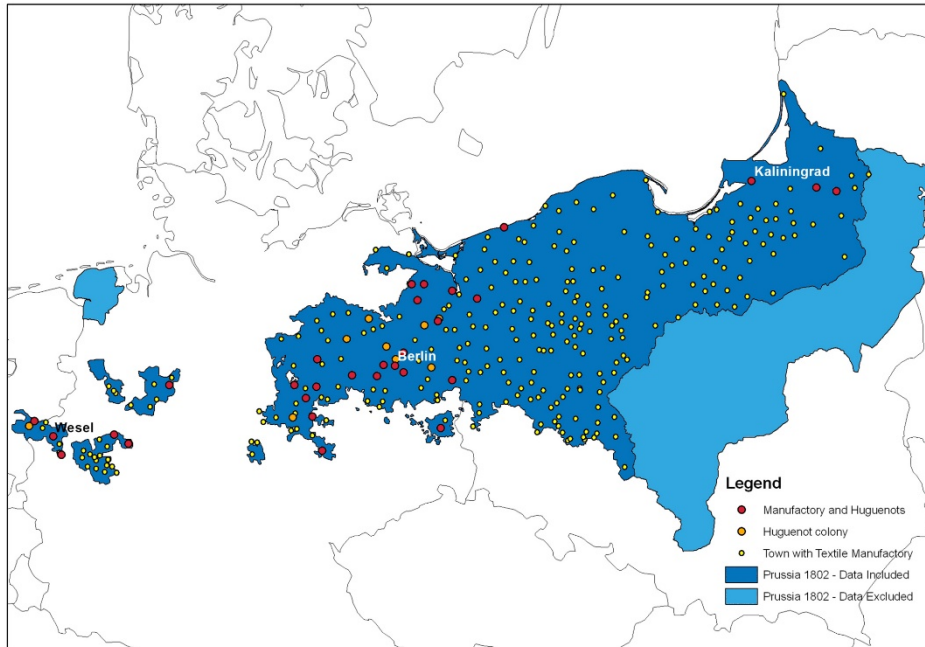 Kaliningrad
Berlin
Wesel
Legend
Manufactory and Huguenots
Huguenot colony
Town with Textile Manufactory
Prussia 1802 - Data Included
Prussia 1802 - Data Excluded